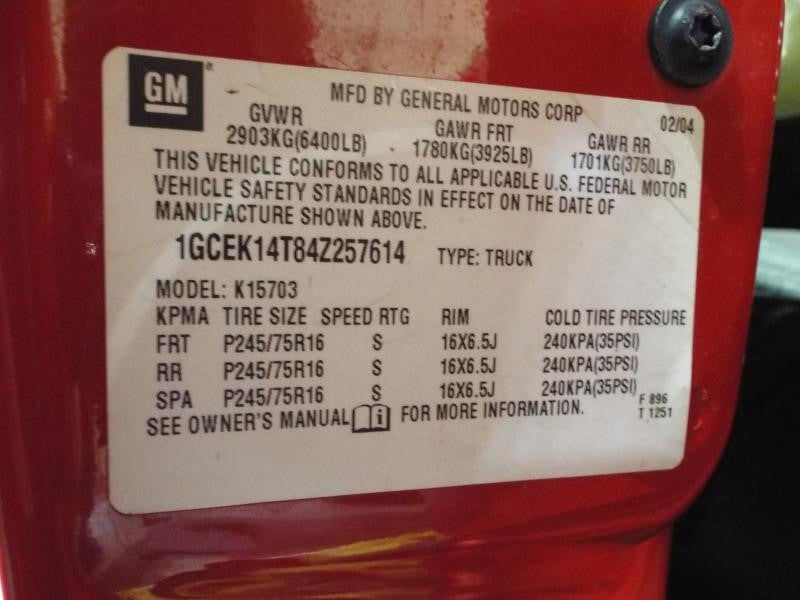 GM®
MFD BY GENERAL MOTORS CORP 02/04
GVWR GAWR FRT GAWR RR
2903KG(6400LB) 1780KG(3925LB) 1701KG(3750LB)
THIS VEHICLE CONFORMS TO ALL APPLICABLE U.S. FEDERAL MOTOR
VEHICLE SAFETY STANDARDS IN EFFECT ON THE DATE OF
MANUFACTURE SHOWN ABOVE.
1GCEK14T84Z257614 TYPE: TRUCK
MODEL: K15703
KPMA TIRE SIZE SPEED RTG RIM COLD TIRE PRESSURE
FRT P245/75R16 S 16X6.5J 240KPA(35PSI)
RR P245/75R16 S 16X6.5J 240KPA(35PSI)
SPA P245/75R16 S 16X6.5J 240KPA(35PSI)
SEE OWNER'S MANUAL i FOR MORE INFORMATION.
F 896
T 1251